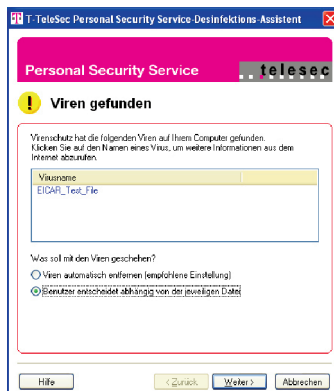 T-TeleSec Personal Security Service-Desinfektions-Assistent
Personal Security Service
telesec
Viren gefunden
Virenschutz hat die folgenden Viren auf Ihrem Computer gefunden.
Klicken Sie auf den Namen eines Virus, um weitere Informationen aus dem
Internet abzurufen.
Virusname
EICAR_Test_File
Was soll mit den Viren geschehen?
Viren automatisch entfernen (empfohlene Einstellung)
Benutzer entscheidet abhängig von der jeweiligen Datei
Hilfe
< Zurück
Weiter >
Abbrechen